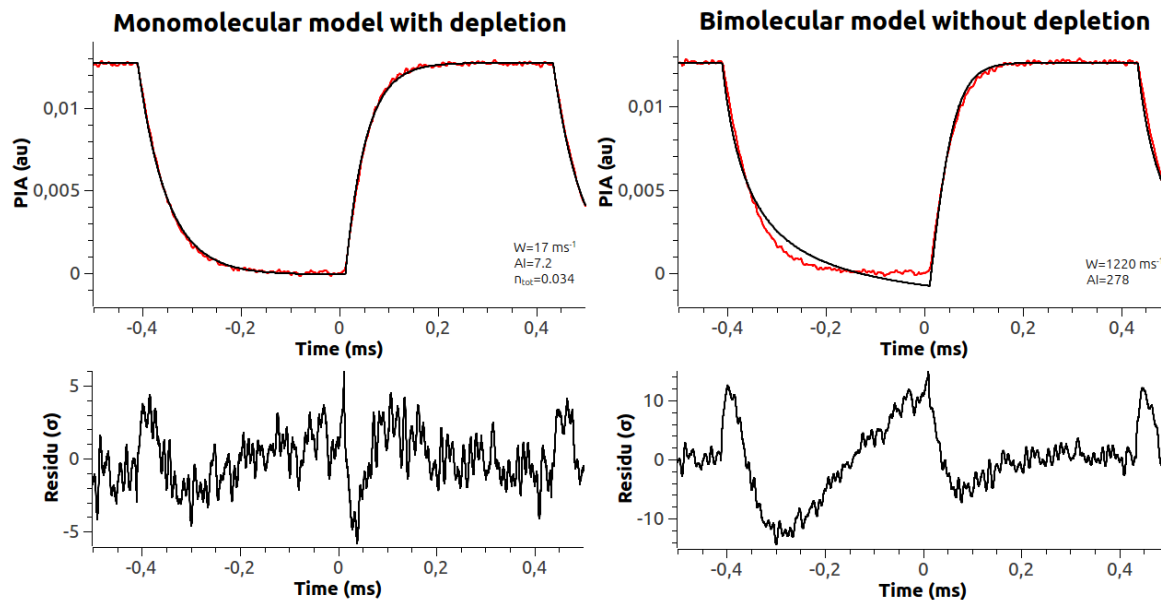 Monomolecular model with depletion
Bimolecular model without depletion
PIA (au)
0,01
0,005
0
W=17 ms⁻¹
AI=7.2
nₜₒₜ=0.034
-0,4 -0,2 0 0,2 0,4
Time (ms)
PIA (au)
0,01
0,005
0
W=1220 ms⁻
AI=278
-0,4 -0,2 0 0,2 0,4
Time (ms)
Residu (σ)
5
0
-5
-0,4 -0,2 0 0,2 0,4
Time (ms)
Residu (σ)
10
0
-10
-0,4 -0,2 0 0,2 0,4
Time (ms)